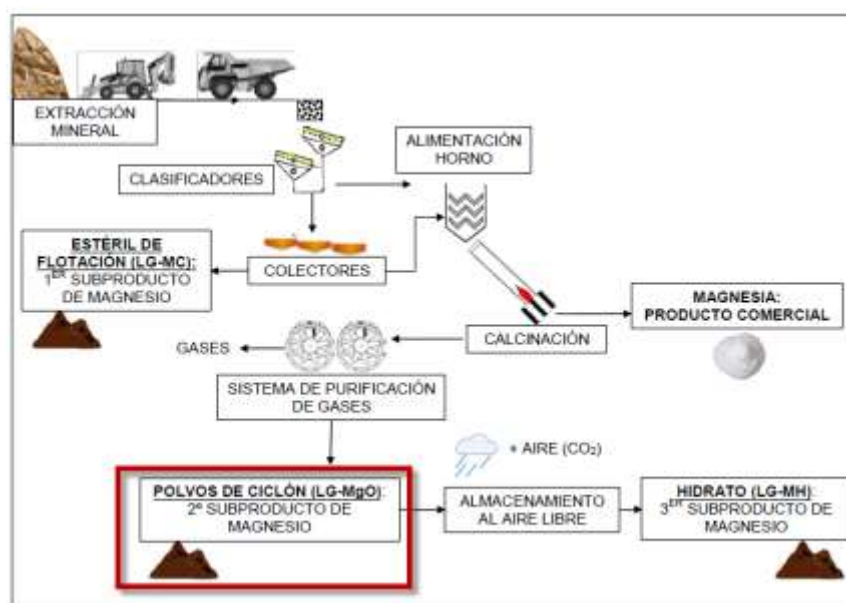 EXTRACCIÓN
MINERAL
ALIMENTACIÓN
HORNO
CLASIFICADORES
ESTÉRIL DE
FLOTACIÓN (LG-MC):
1ER SUBPRODUCTO
DE MAGNESIO
COLECTORES
MAGNESIA:
PRODUCTO COMERCIAL
CALCINACIÓN
GASES
SISTEMA DE PURIFICACIÓN
DE GASES
+ AIRE (CO₂)
POLVOS DE CICLÓN (LG-MgO):
2º SUBPRODUCTO DE
MAGNESIO
ALMACENAMIENTO
AL AIRE LIBRE
HIDRATO (LG-MH):
3ER SUBPRODUCTO DE
MAGNESIO